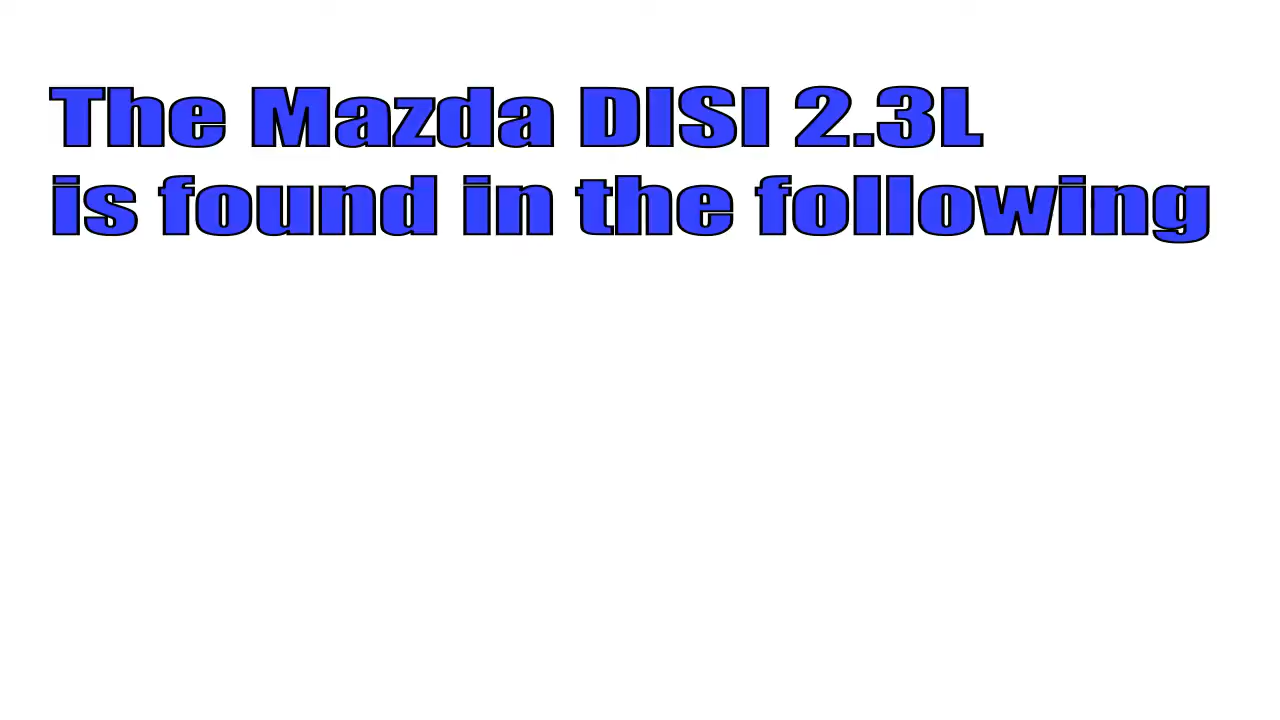 The Mazda DISI 2.3L
is found in the following